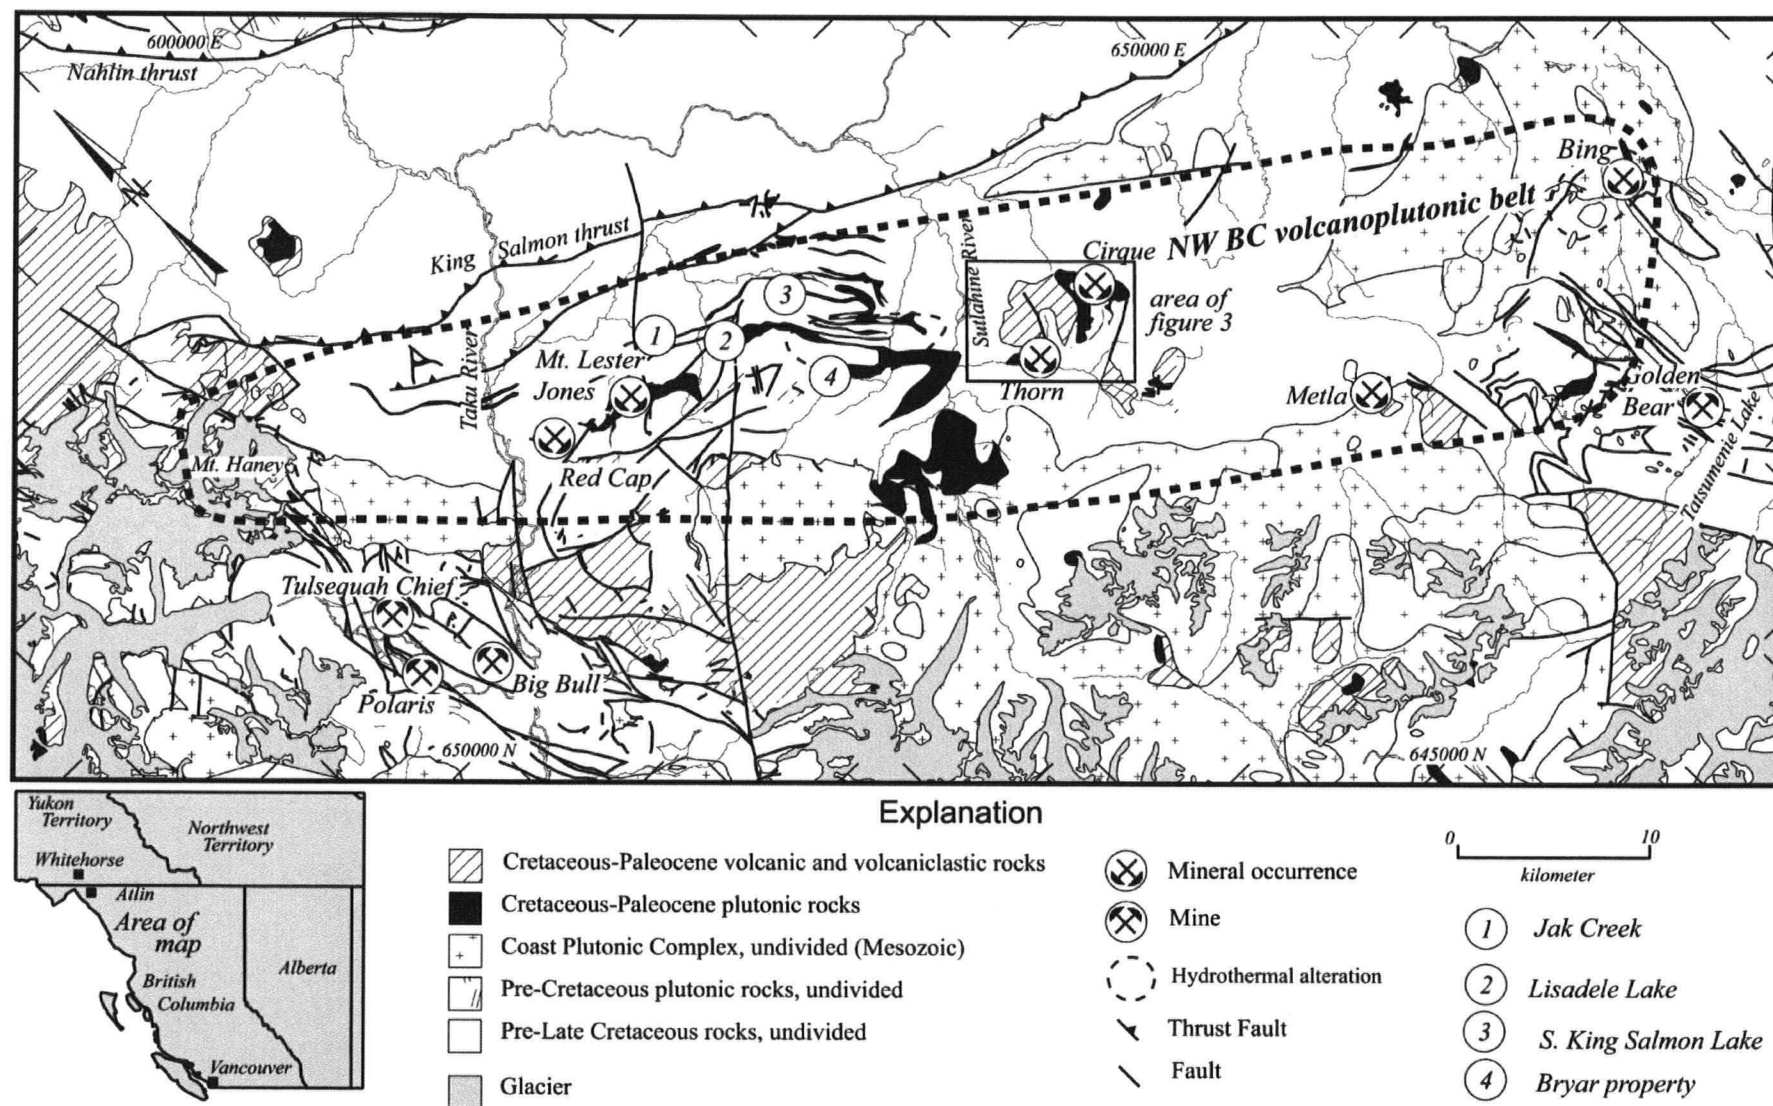 600000 E
650000 E
Nahlin thrust
N
King Salmon thrust
Taku River
Sutlahine River
Bing
NW BC volcanoplutonic belt
Cirque
area of
figure 3
1
2
3
4
Mt. Lester
Jones
Thorn
Metla
Golden
Bear
Tatsumenie Lake
Red Cap
Mt. Haney
Tulsequah Chief
Big Bull
Polaris
650000 N
645000 N
Yukon
Territory
Northwest
Territory
Whitehorse
Atlin
Area of
map
British
Columbia
Alberta
Vancouver
Explanation
Cretaceous-Paleocene volcanic and volcaniclastic rocks
Cretaceous-Paleocene plutonic rocks
Coast Plutonic Complex, undivided (Mesozoic)
Pre-Cretaceous plutonic rocks, undivided
Pre-Late Cretaceous rocks, undivided
Glacier
Mineral occurrence
Mine
Hydrothermal alteration
Thrust Fault
Fault
0 10
kilometer
1 Jak Creek
2 Lisadele Lake
3 S. King Salmon Lake
4 Bryar property